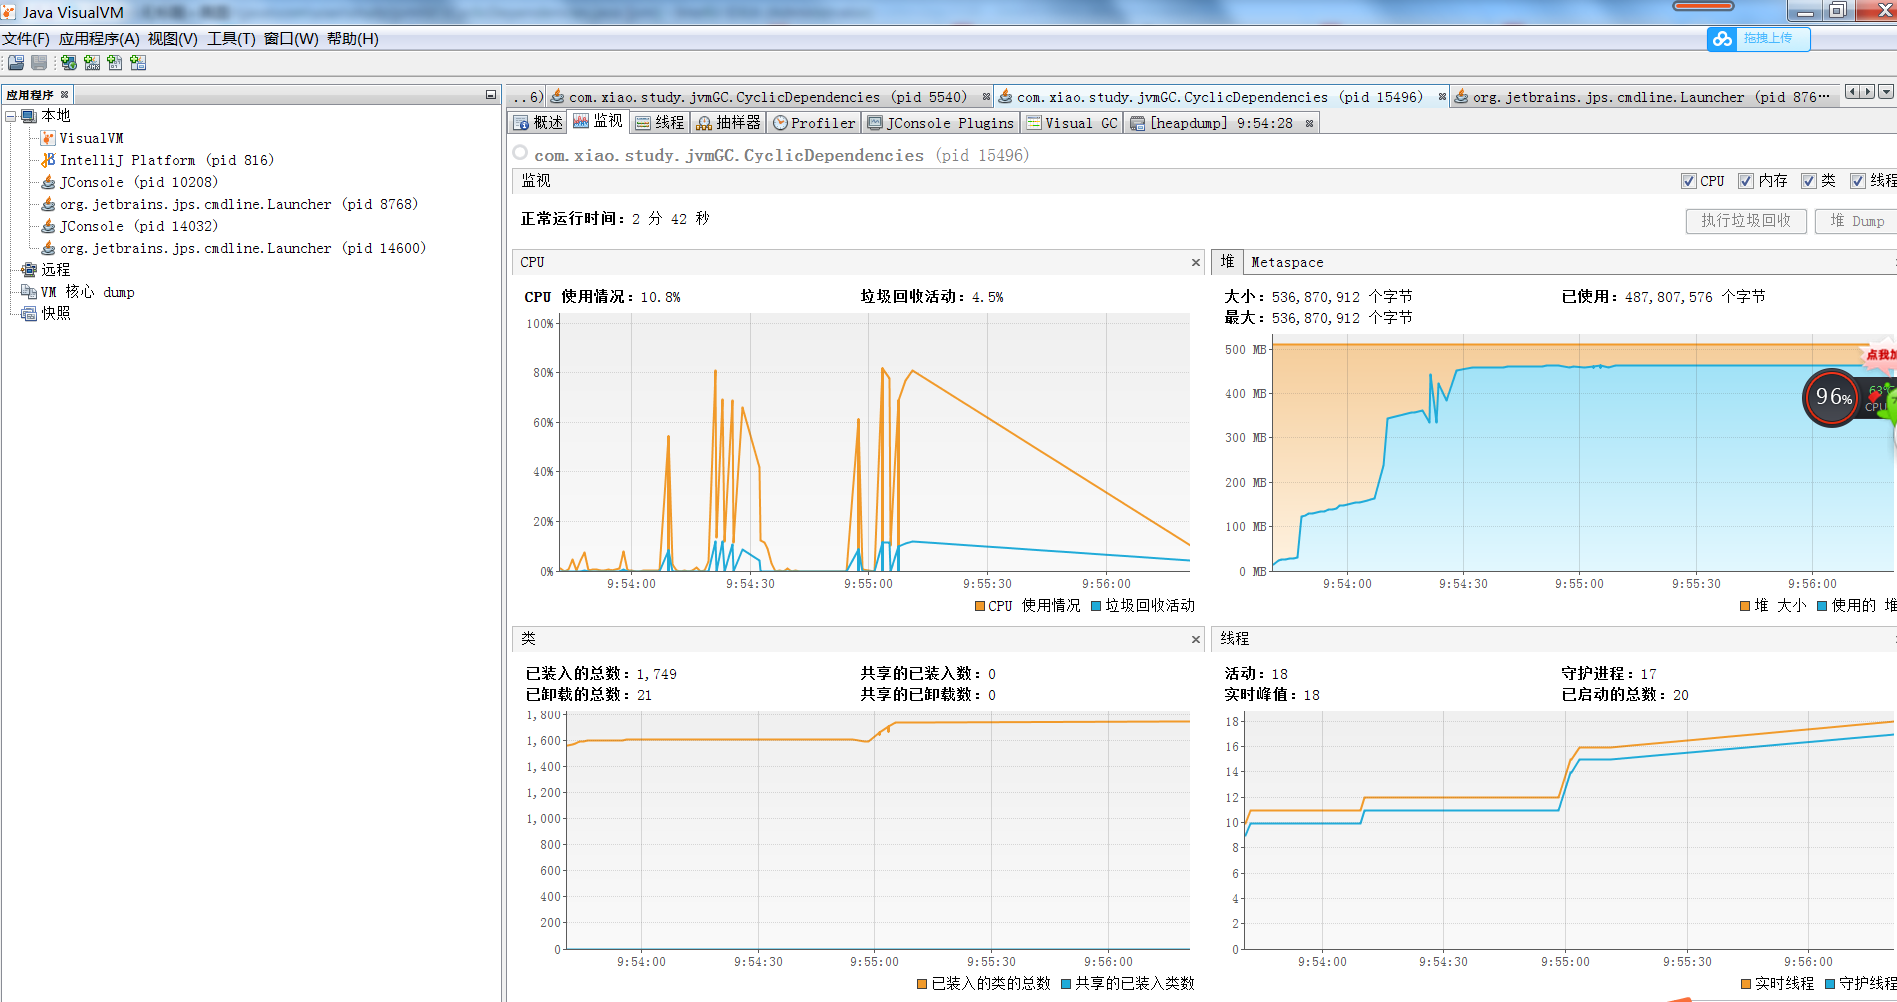 Java VisualVM
文件(F) 应用程序(A) 视图(V) 工具(T) 窗口(W) 帮助(H)
拖拽上传
应用程序
本地
VisualVM
IntelliJ Platform (pid 816)
JConsole (pid 10208)
org.jetbrains.jps.cmdline.Launcher (pid 8768)
JConsole (pid 14032)
org.jetbrains.jps.cmdline.Launcher (pid 14600)
远程
VM 核心 dump
快照
..6) com.xiao.study.jvmGC.CyclicDependencies (pid 5540) com.xiao.study.jvmGC.CyclicDependencies (pid 15496) org.jetbrains.jps.cmdline.Launcher (pid 876…
概述 监视 线程 抽样器 Profiler JConsole Plugins Visual GC [heapdump] 9:54:28
com.xiao.study.jvmGC.CyclicDependencies (pid 15496)
监视 CPU 内存 类 线程
正常运行时间: 2 分 42 秒
执行垃圾回收 堆 Dump
CPU
CPU 使用情况: 10.8% 垃圾回收活动: 4.5%
100%
80%
60%
40%
20%
0%
9:54:00 9:54:30 9:55:00 9:55:30 9:56:00
CPU 使用情况 垃圾回收活动
堆 Metaspace
大小: 536,870,912 个字节 已使用: 487,807,576 个字节
最大: 536,870,912 个字节
500 MB
400 MB
300 MB
200 MB
100 MB
0 MB
9:54:00 9:54:30 9:55:00 9:55:30 9:56:00
堆 大小 使用的 堆
点我加
96%
63°
CPU
类
已装入的总数: 1,749 共享的已装入数: 0
已卸载的总数: 21 共享的已卸载数: 0
1,800
1,600
1,400
1,200
1,000
800
600
400
200
0
9:54:00 9:54:30 9:55:00 9:55:30 9:56:00
已装入的类的总数 共享的已装入类数
线程
活动: 18 守护进程: 17
实时峰值: 18 已启动的总数: 20
18
16
14
12
10
8
6
4
2
0
9:54:00 9:54:30 9:55:00 9:55:30 9:56:00
实时线程 守护线程